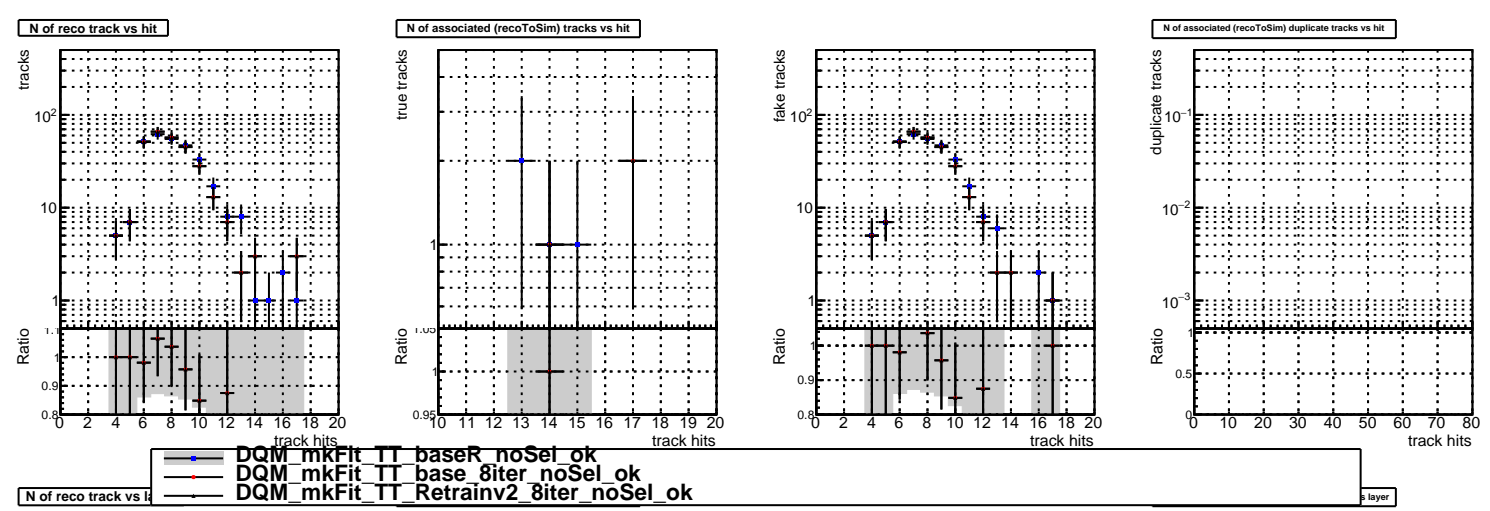 N of reco track vs hit
tracks
10²
10
1
Ratio
1.1
1
0.9
0.8
0 2 4 6 8 10 12 14 16 18 20
track hits
N of associated (recoToSim) tracks vs hit
true tracks
1
Ratio
1.05
1
0.95
10 11 12 13 14 15 16 17 18 19 20
track hits
fake tracks
10²
10
1
Ratio
1
0.9
0.8
0 2 4 6 8 10 12 14 16 18 20
track hits
N of associated (recoToSim) duplicate tracks vs hit
duplicate tracks
10⁻¹
10⁻²
10⁻³
Ratio
1
0.5
0
0 10 20 30 40 50 60 70 80
track hits
DQM_mkFit_TT_baseR_noSel_ok
DQM_mkFit_TT_base_8iter_noSel_ok
DQM_mkFit_TT_Retrainv2_8iter_noSel_ok
N of reco track vs la
s layer